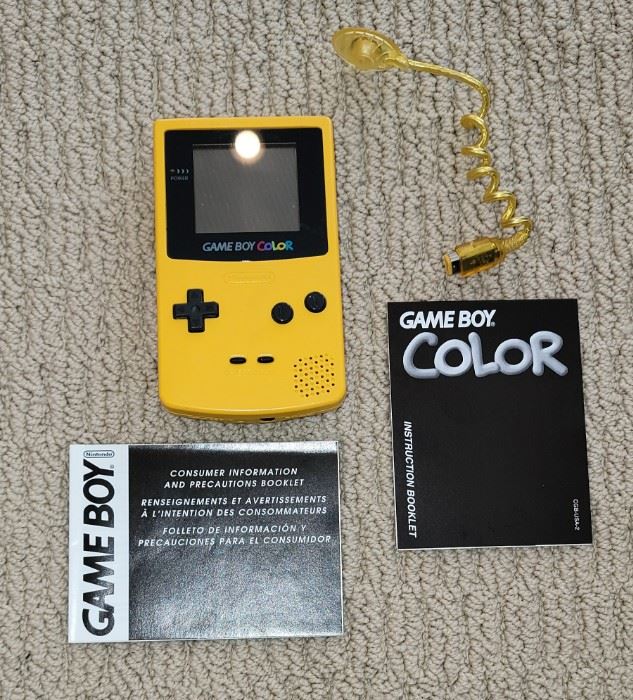 POWER
GAME BOY COLOR
Nintendo
GAME BOY®
COLOR
INSTRUCTION BOOKLET
CGB-USA-2
Nintendo
GAME BOY®
CONSUMER INFORMATION
AND PRECAUTIONS BOOKLET
RENSEIGNEMENTS ET AVERTISSEMENTS
À L'INTENTION DES CONSOMMATEURS
FOLLETO DE INFORMACIÓN Y
PRECAUCIONES PARA EL CONSUMIDOR